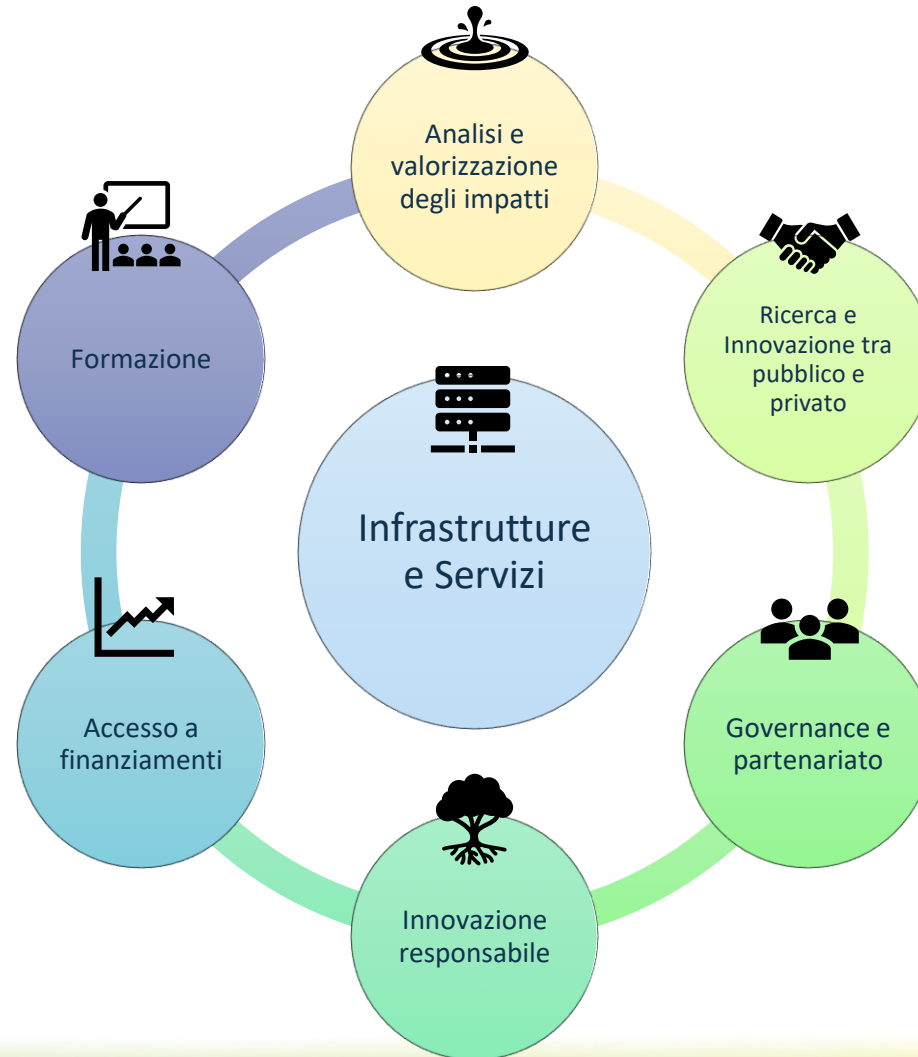 Analisi e
valorizzazione
degli impatti
Ricerca e
Innovazione tra
pubblico e
privato
Formazione
Infrastrutture
e Servizi
Accesso a
finanziamenti
Governance e
partenariato
Innovazione
responsabile